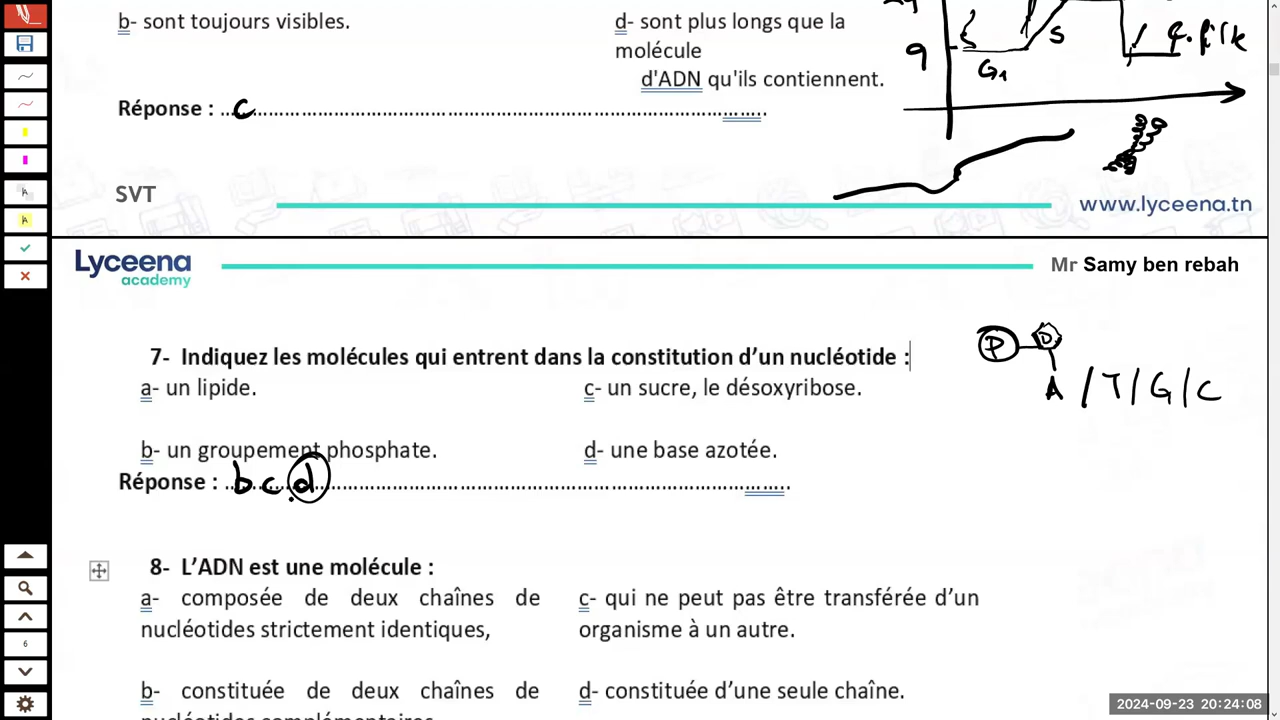 b- sont toujours visibles.
d- sont plus longs que la
molécule
d'ADN qu'ils contiennent.
Réponse : ..c........................................................................
9
G1
S
SVT
www.lyceena.tn
Lyceena
academy
Mr Samy ben rebah
7- Indiquez les molécules qui entrent dans la constitution d'un nucléotide :
a- un lipide.
c- un sucre, le désoxyribose.
b- un groupement phosphate.
d- une base azotée.
Réponse : b c d........................................................................
P D
A / T / G / C
8- L'ADN est une molécule :
a- composée de deux chaînes de
nucléotides strictement identiques,
c- qui ne peut pas être transférée d'un
organisme à un autre.
b- constituée de deux chaînes de
nucléotides complémentaires
d- constituée d'une seule chaîne.
6
2024-09-23 20:24:08